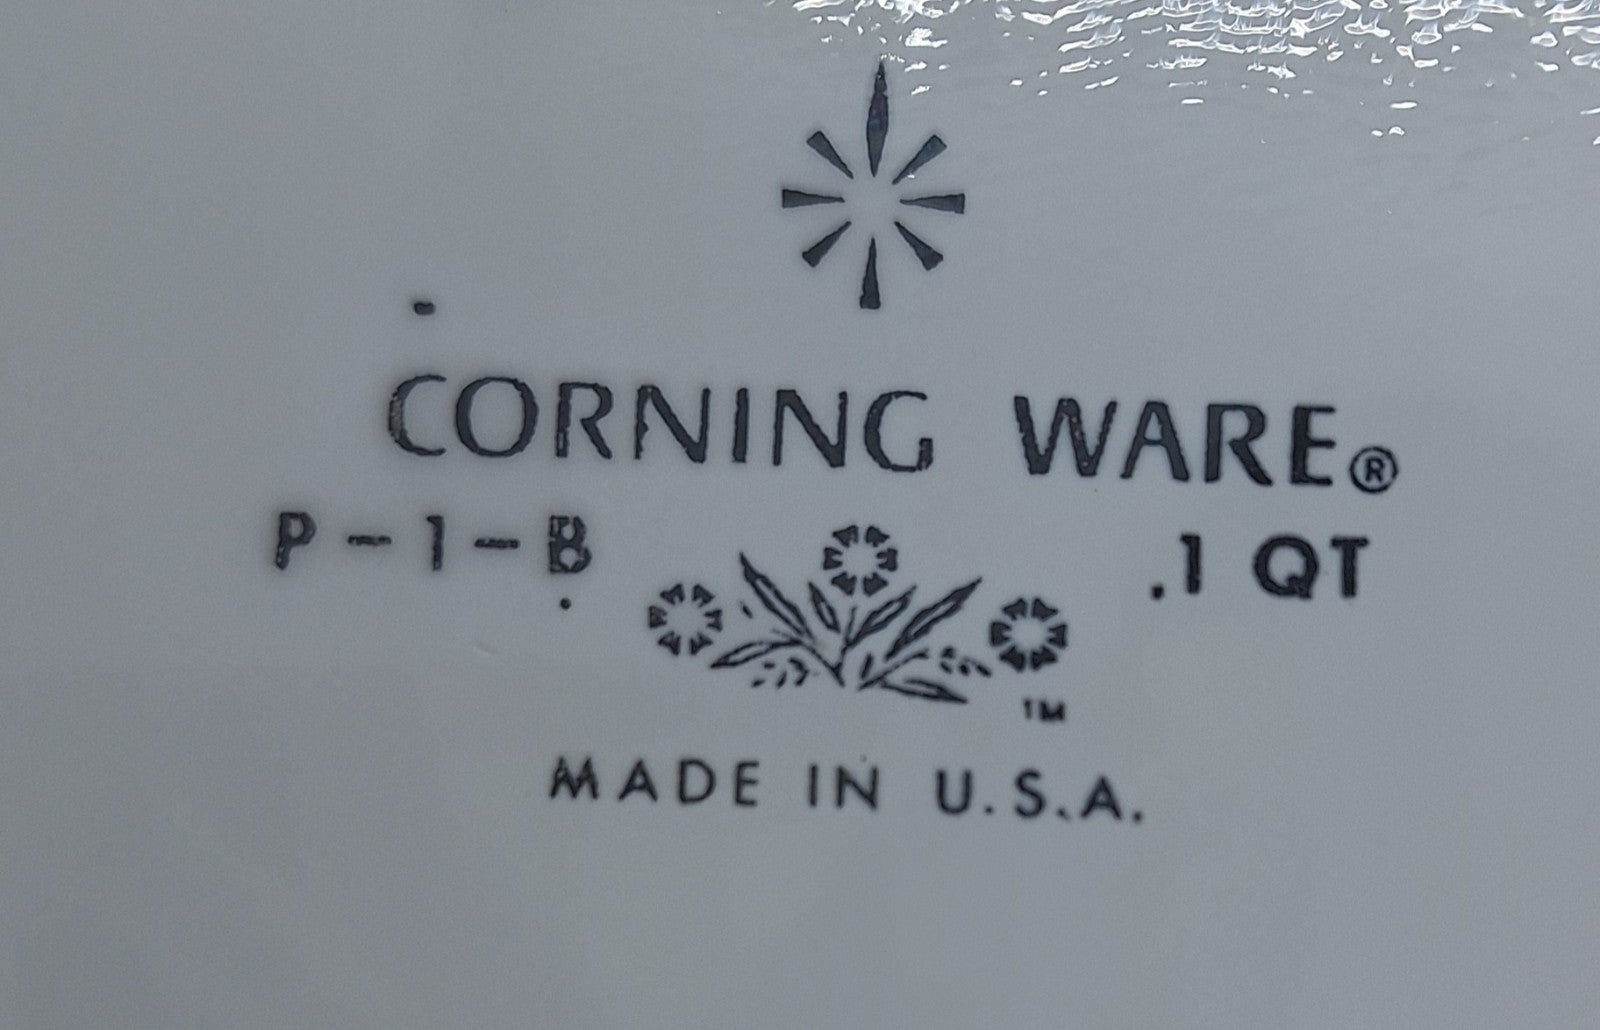 CORNING WARE®
P-1-B .1 QT
TM
MADE IN U.S.A.